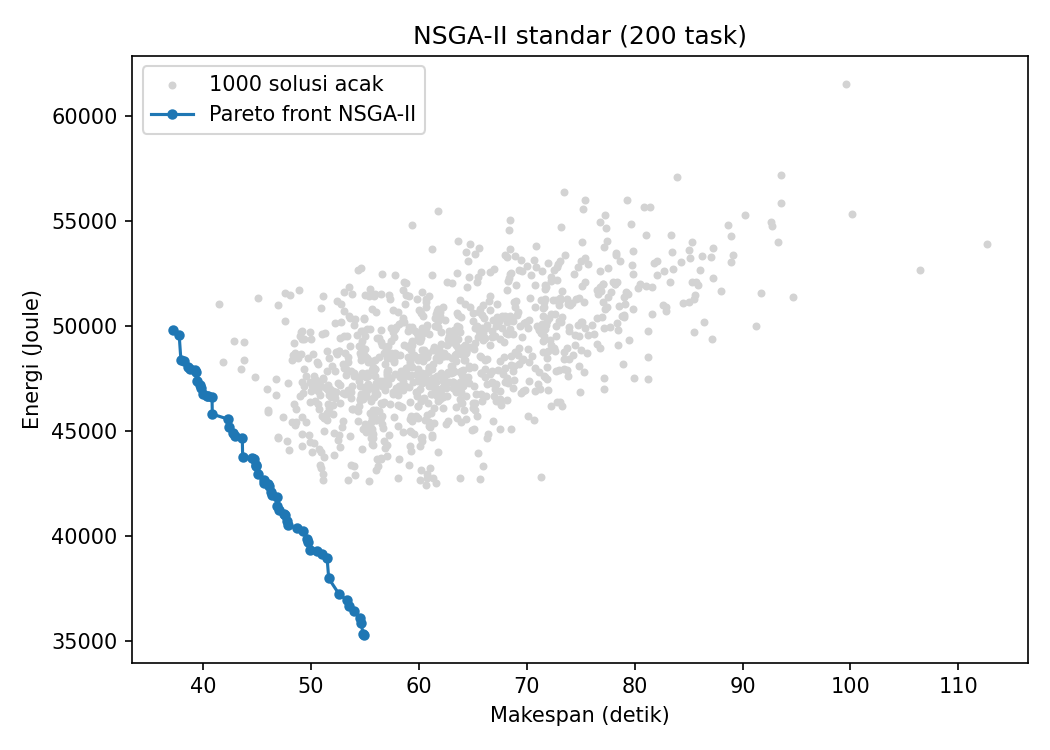 NSGA-II standar (200 task)
1000 solusi acak
Pareto front NSGA-II
60000
55000
50000
45000
40000
35000
Energi (Joule)
40 50 60 70 80 90 100 110
Makespan (detik)